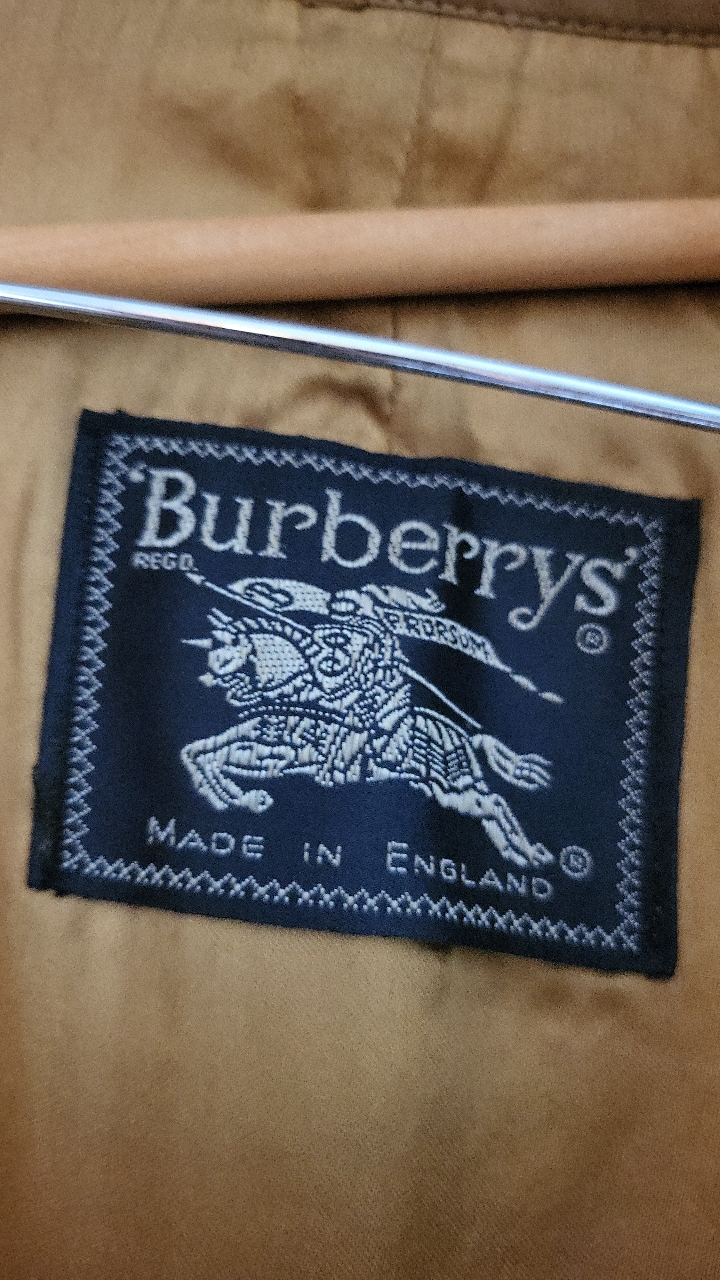 'Burberrys'
REGD.
®
PRORSUM
MADE IN ENGLAND
®